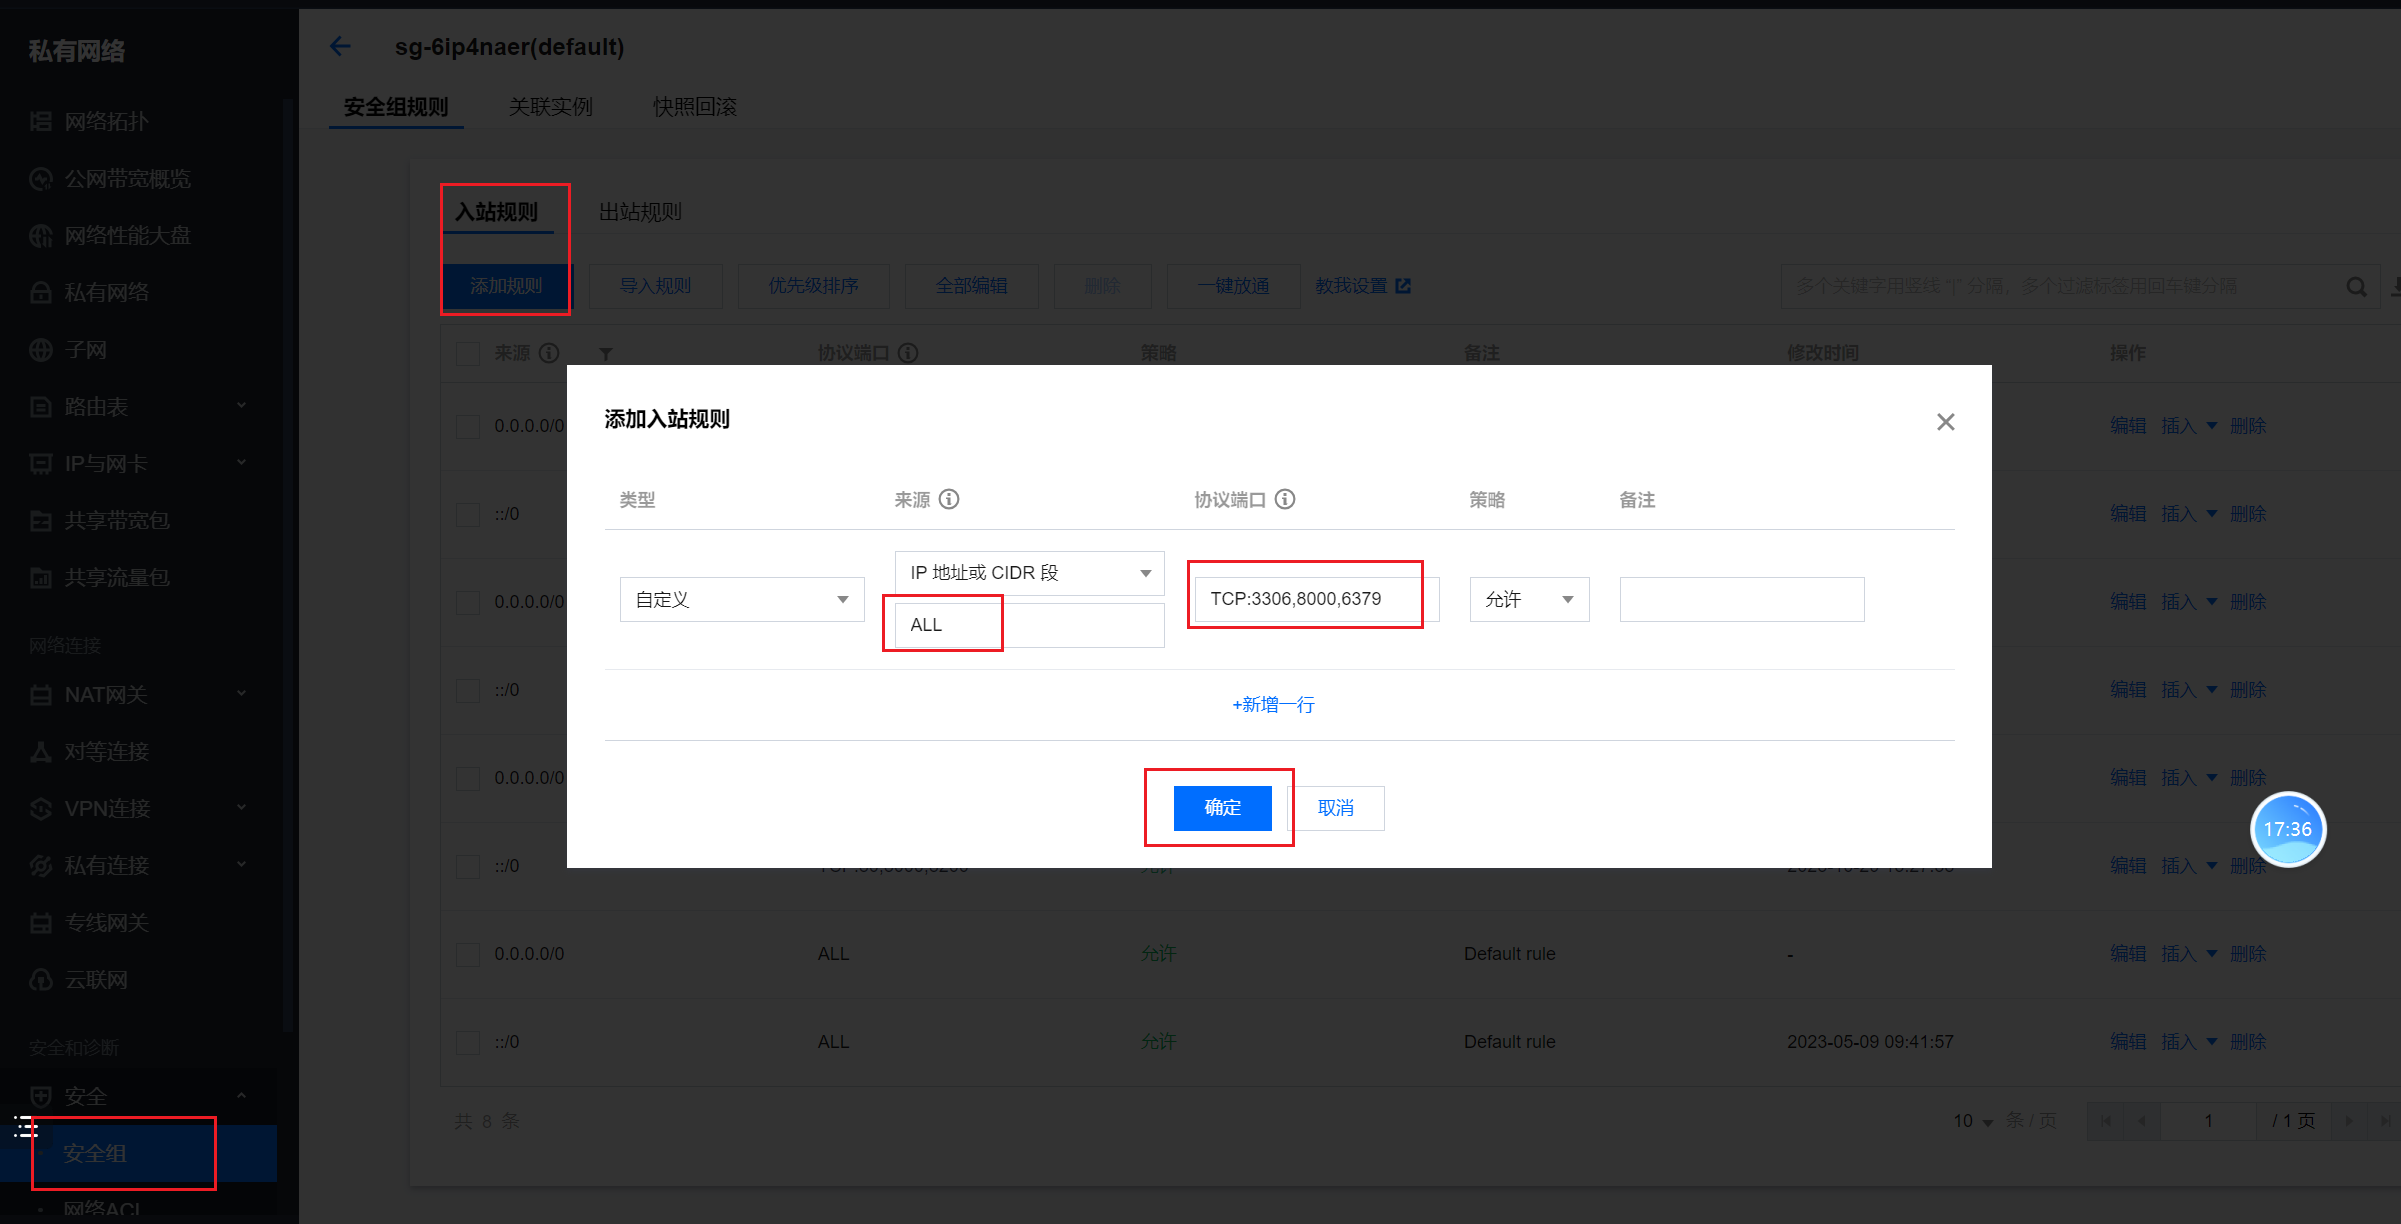 私有网络
网络拓扑
公网带宽概览
网络性能大盘
私有网络
子网
路由表
IP与网卡
共享带宽包
共享流量包
网络连接
NAT网关
对等连接
VPN连接
私有连接
专线网关
云联网
安全和诊断
安全
安全组
网络ACL
sg-6ip4naer(default)
安全组规则 关联实例 快照回滚
入站规则 出站规则
添加规则 导入规则 优先级排序 全部编辑 删除 一键放通 教我设置 多个关键字用竖线 "|" 分隔，多个过滤标签用回车键分隔
来源 协议端口 策略 备注 修改时间 操作
0.0.0.0/0 编辑 插入 删除
::/0 编辑 插入 删除
0.0.0.0/0 编辑 插入 删除
::/0 编辑 插入 删除
0.0.0.0/0 编辑 插入 删除
::/0 允许 编辑 插入 删除
0.0.0.0/0 ALL 允许 Default rule - 编辑 插入 删除
::/0 ALL 允许 Default rule 2023-05-09 09:41:57 编辑 插入 删除
共 8 条 10 条 / 页 1 / 1 页
添加入站规则
类型 来源 协议端口 策略 备注
自定义 IP 地址或 CIDR 段 TCP:3306,8000,6379 允许
ALL
+新增一行
确定 取消
17:36